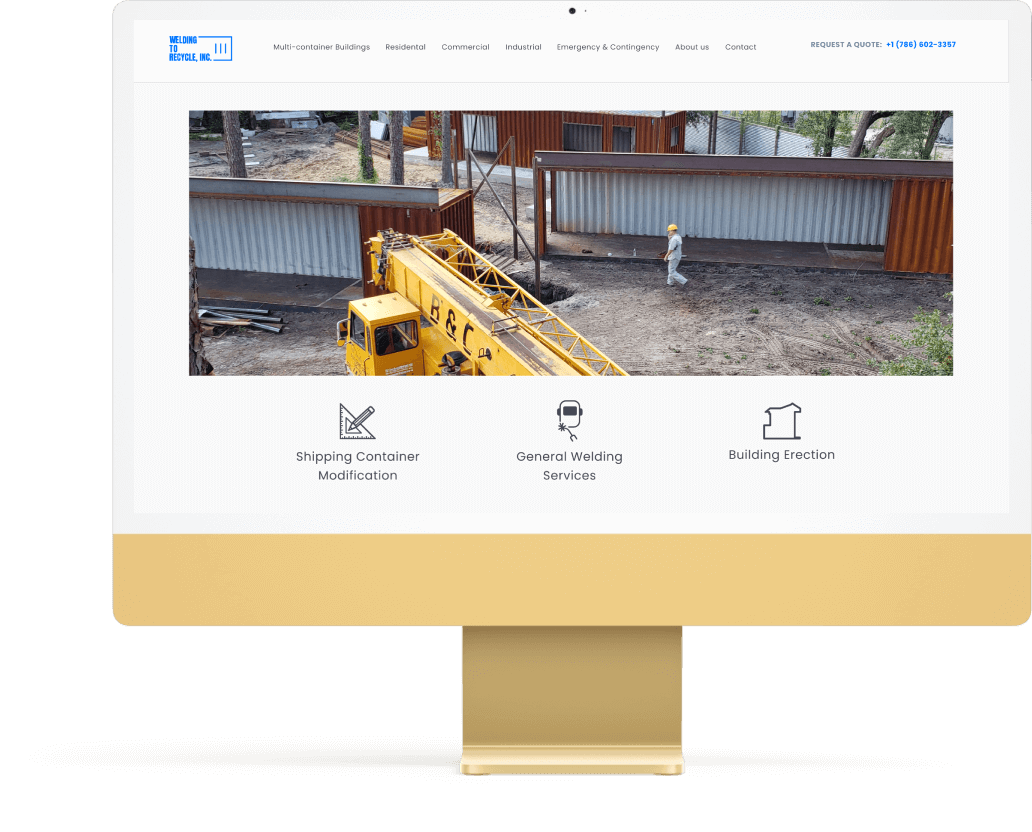 WELDING
TO
RECYCLE, INC.
Multi-container Buildings Residental Commercial Industrial Emergency & Contingency About us Contact
REQUEST A QUOTE: +1 (786) 602-3357
B & C
Shipping Container
Modification
General Welding
Services
Building Erection